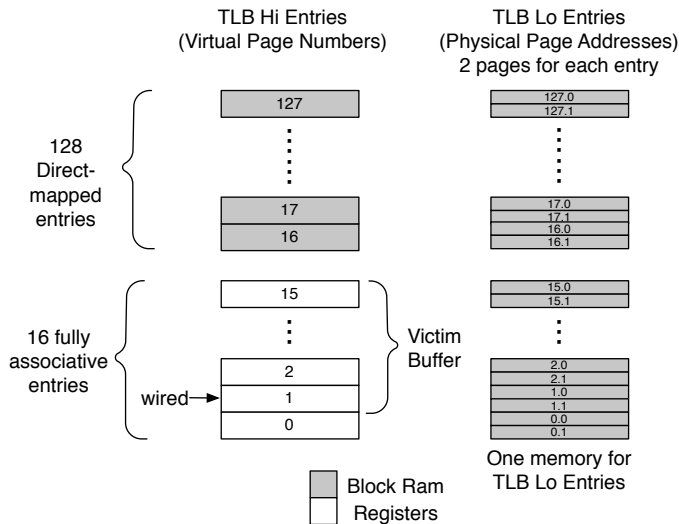 TLB Hi Entries
(Virtual Page Numbers)
TLB Lo Entries
(Physical Page Addresses)
2 pages for each entry
128
Direct-
mapped
entries
127
17
16
127.0
127.1
17.0
17.1
16.0
16.1
16 fully
associative
entries
wired
15
2
1
0
Victim
Buffer
15.0
15.1
2.0
2.1
1.0
1.1
0.0
0.1
One memory for
TLB Lo Entries
Block Ram
Registers